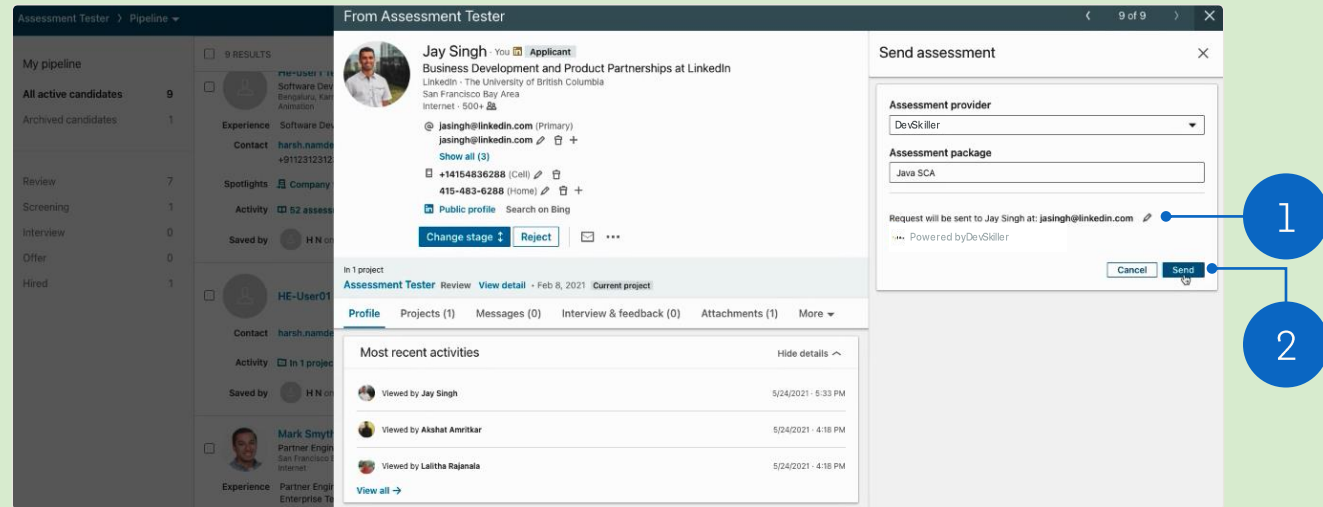 Assessment Tester > Pipeline
My pipeline
All active candidates 9
Archived candidates 1
Review 7
Screening 1
Interview 0
Offer 0
Hired 1
9 RESULTS
Software Dev
Bengaluru, Karn
Animation
Experience Software Dev
Contact harsh.namde
+9112312312
Spotlights Company
Activity 52 assess
Saved by H N on
HE-User01
Contact harsh.namde
Activity In 1 projec
Saved by H N on
Mark Smyth
Partner Engin
San Francisco B
Internet
Experience Partner Engin
Enterprise Te
From Assessment Tester
9 of 9
Jay Singh · You Applicant
Business Development and Product Partnerships at LinkedIn
LinkedIn · The University of British Columbia
San Francisco Bay Area
Internet · 500+
jasingh@linkedin.com (Primary)
jasingh@linkedin.com
Show all (3)
+14154836288 (Cell)
415-483-6288 (Home)
Public profile Search on Bing
Change stage Reject
In 1 project
Assessment Tester Review View detail • Feb 8, 2021 Current project
Profile Projects (1) Messages (0) Interview & feedback (0) Attachments (1) More
Most recent activities Hide details
Viewed by Jay Singh 5/24/2021 · 5:33 PM
Viewed by Akshat Amritkar 5/24/2021 · 4:18 PM
Viewed by Lalitha Rajanala 5/24/2021 · 4:18 PM
View all →
Send assessment
Assessment provider
DevSkiller
Assessment package
Java SCA
Request will be sent to Jay Singh at: jasingh@linkedin.com
Powered byDevSkiller
Cancel Send
1
2